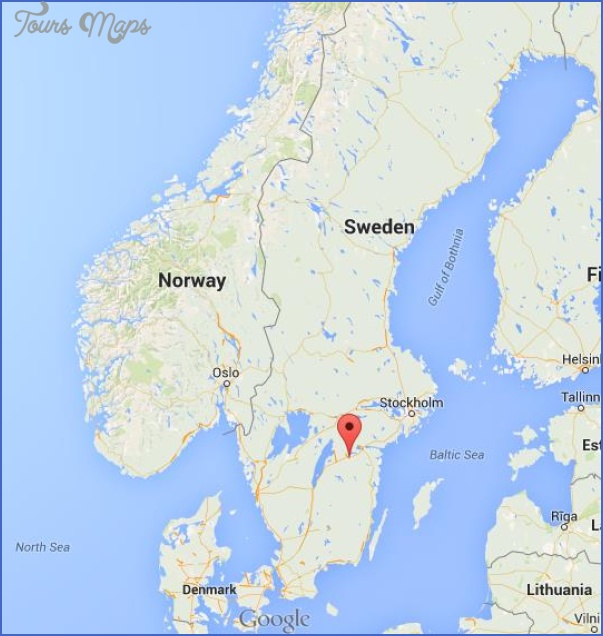 Tours Maps
Sweden
Gulf of Bothnia
Norway
Fi
Oslo
Helsin
Stockholm
Tallinn
Est
Baltic Sea
Rīga
La
North Sea
Denmark
Lithuania
Google
Vilni